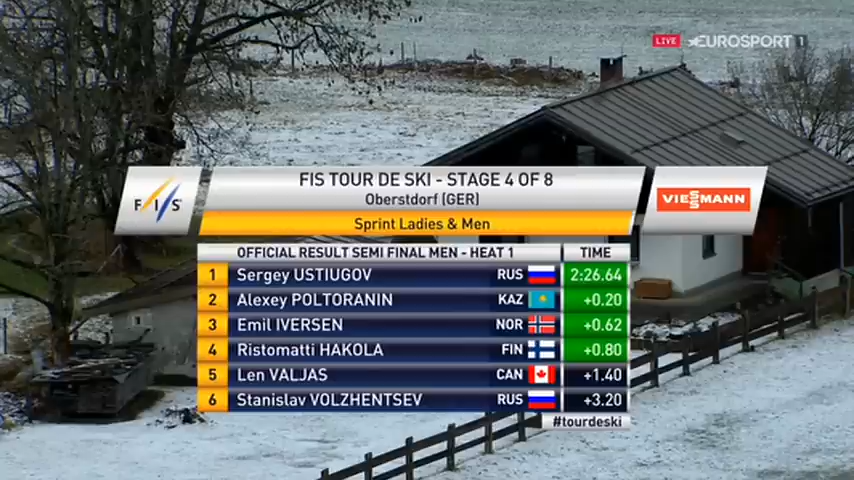 LIVE EUROSPORT 1
FIS TOUR DE SKI - STAGE 4 OF 8
F I S
Oberstdorf (GER)
VIESSMANN
Sprint Ladies & Men
OFFICIAL RESULT SEMI FINAL MEN - HEAT 1 TIME
1 Sergey USTIUGOV RUS 2:26.64
2 Alexey POLTORANIN KAZ +0.20
3 Emil IVERSEN NOR +0.62
4 Ristomatti HAKOLA FIN +0.80
5 Len VALJAS CAN +1.40
6 Stanislav VOLZHENTSEV RUS +3.20
#tourdeski